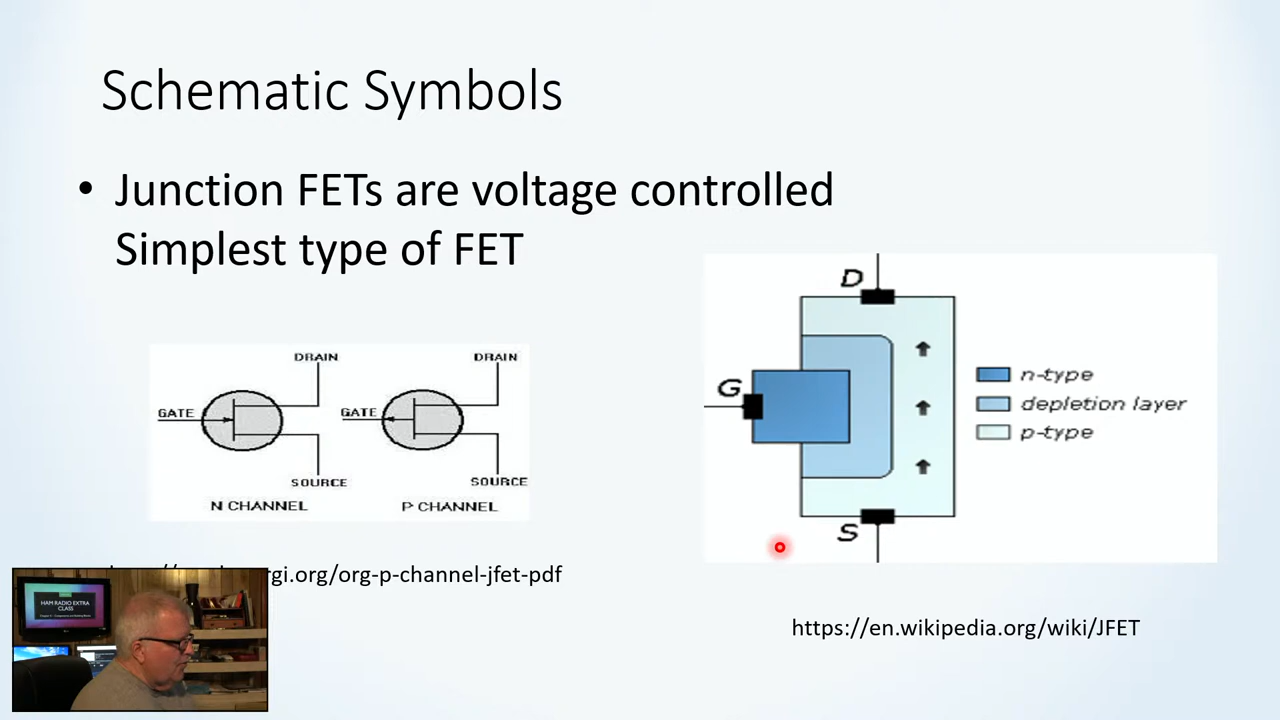 Schematic Symbols
• Junction FETs are voltage controlled
Simplest type of FET
DRAIN
DRAIN
GATE
GATE
SOURCE
SOURCE
N CHANNEL
P CHANNEL
D
G
S
n-type
depletion layer
p-type
rgi.org/org-p-channel-jfet-pdf
https://en.wikipedia.org/wiki/JFET
HAM RADIO EXTRA
CLASS